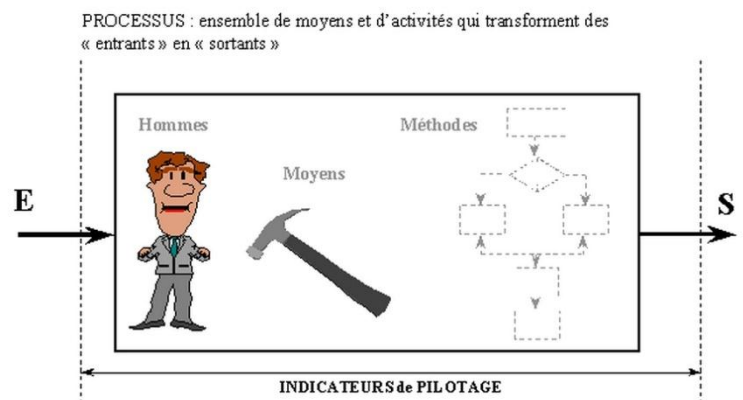 PROCESSUS : ensemble de moyens et d'activités qui transforment des
« entrants » en « sortants »
Hommes
Méthodes
Moyens
E
S
INDICATEURS de PILOTAGE